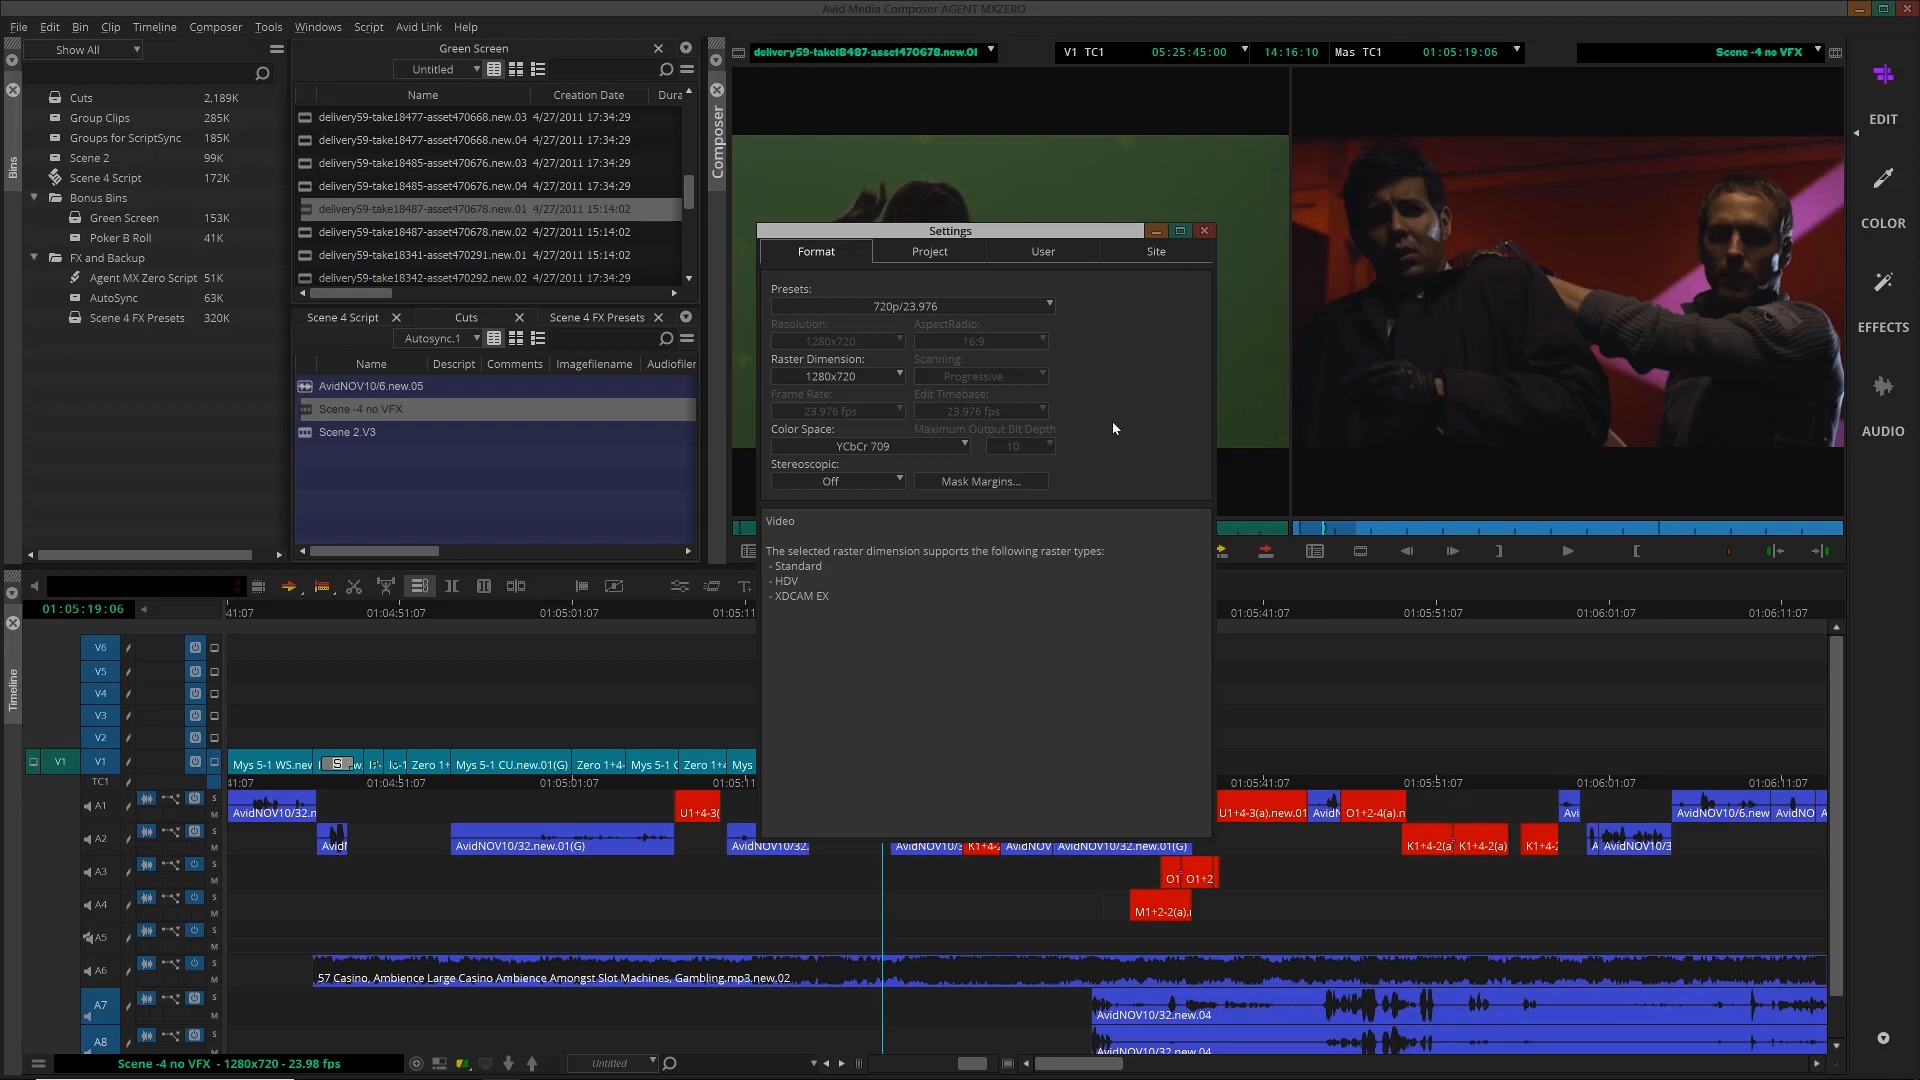 Avid Media Composer AGENT MXZERO
File Edit Bin Clip Timeline Composer Tools Windows Script Avid Link Help
Show All
Bins
Cuts 2,189K
Group Clips 285K
Groups for ScriptSync 185K
Scene 2 99K
Scene 4 Script 172K
Bonus Bins
Green Screen 153K
Poker B Roll 41K
FX and Backup
Agent MX Zero Script 51K
AutoSync 63K
Scene 4 FX Presets 320K
Green Screen
Untitled
Name Creation Date Dura
delivery59-take18477-asset470668.new.03 4/27/2011 17:34:29
delivery59-take18477-asset470668.new.04 4/27/2011 17:34:29
delivery59-take18485-asset470676.new.03 4/27/2011 17:34:29
delivery59-take18485-asset470676.new.04 4/27/2011 17:34:29
delivery59-take18487-asset470678.new.01 4/27/2011 15:14:02
delivery59-take18487-asset470678.new.02 4/27/2011 15:14:02
delivery59-take18341-asset470291.new.01 4/27/2011 15:14:02
delivery59-take18342-asset470292.new.02 4/27/2011 17:34:29
Scene 4 Script Cuts Scene 4 FX Presets
Autosync.1
Name Descript Comments Imagefilename Audiofiler
AvidNOV10/6.new.05
Scene -4 no VFX
Scene 2.V3
Composer
delivery59-take18487-asset470678.new.01 V1 TC1 05:25:45:00 14:16:10 Mas TC1 01:05:19:06 Scene -4 no VFX
EDIT
COLOR
EFFECTS
AUDIO
Settings
Format Project User Site
Presets:
720p/23.976
Resolution: AspectRadio:
1280x720 16:9
Raster Dimension: Scanning:
1280x720 Progressive
Frame Rate: Edit Timebase:
23.976 fps 23.976 fps
Color Space: Maximum Output Bit Depth
YCbCr 709 10
Stereoscopic:
Off Mask Margins...
Video
The selected raster dimension supports the following raster types:
- Standard
- HDV
- XDCAM EX
Timeline
01:05:19:06
41:07 01:04:51:07 01:05:01:07 01:05:11 01:05:41:07 01:05:51:07 01:06:01:07 01:06:11:07
V6
V5
V4
V3
V2
V1 V1 Mys 5-1 WS.new S Zero 1+ Mys 5-1 CU.new.01(G) Zero 1+4- Mys 5-1 C Zero 1+4 Mys
TC1 41:07 01:04:51:07 01:05:01:07 01:05:11 01:05:41:07 01:05:51:07 01:06:01:07 01:06:11:07
A1 S M AvidNOV10/32.n U1+4-3( U1+4-3(a).new.01 AvidN O1+2-4(a).n Avi AvidNOV10/6.new AvidNO A
A2 S M AvidN AvidNOV10/32.new.01(G) AvidNOV10/32. AvidNOV10/3 K1+4-2 AvidNOV AvidNOV10/32.new.01(G) K1+4-2(a K1+4-2(a) K1+4-2 A AvidNOV10/3
A3 S M O1 O1+2
A4 S M M1+2-2(a).n
A5 S M
A6 S M 57 Casino, Ambience Large Casino Ambience Amongst Slot Machines, Gambling.mp3.new.02
A7 S M AvidNOV10/32.new.04
A8 S M AvidNOV10/32.new.04
Scene -4 no VFX - 1280x720 - 23.98 fps Untitled